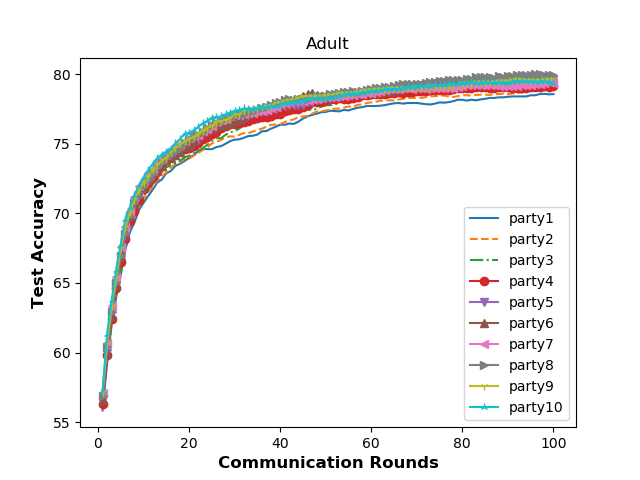 Adult
Test Accuracy
80
75
70
65
60
55
0 20 40 60 80 100
Communication Rounds
party1
party2
party3
party4
party5
party6
party7
party8
party9
party10